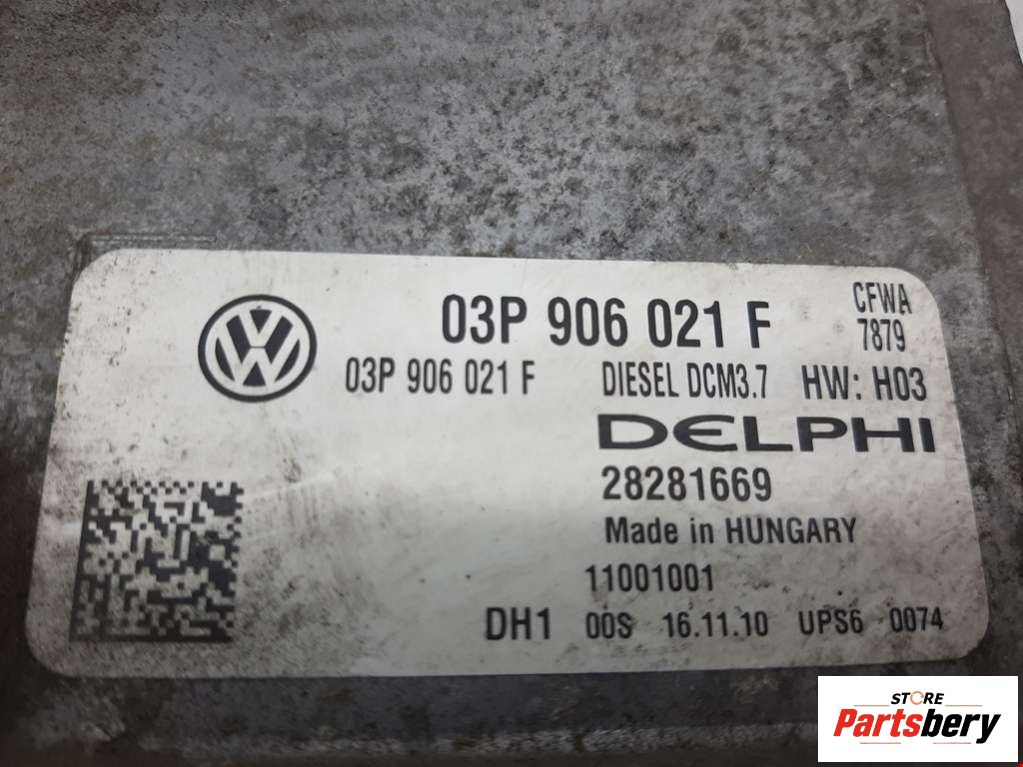 03P 906 021 F CFWA
7879
03P 906 021 F DIESEL DCM3.7 HW: H03
DELPHI
28281669
Made in HUNGARY
11001001
DH1 00S 16.11.10 UPS6 0074
STORE
Partsbery